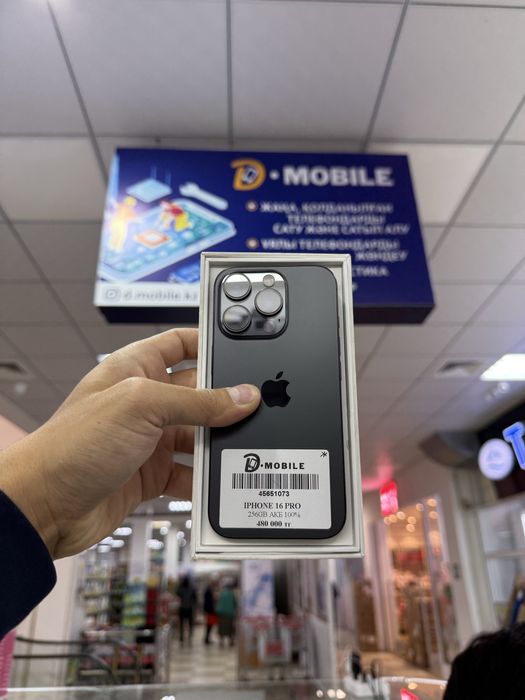 D·MOBILE
ЖАҢА, ҚОЛДАНЫЛҒАН
ТЕЛЕФОНДАРДЫ
САТУ ЖӘНЕ САТЫП АЛУ
ҰЯЛЫ ТЕЛЕФОНДАРДЫ
ЖӨНДЕУ
d.mobile.kz
D·MOBILE
45651073
IPHONE 16 PRO
256GB АКБ 100%
480 000 тг